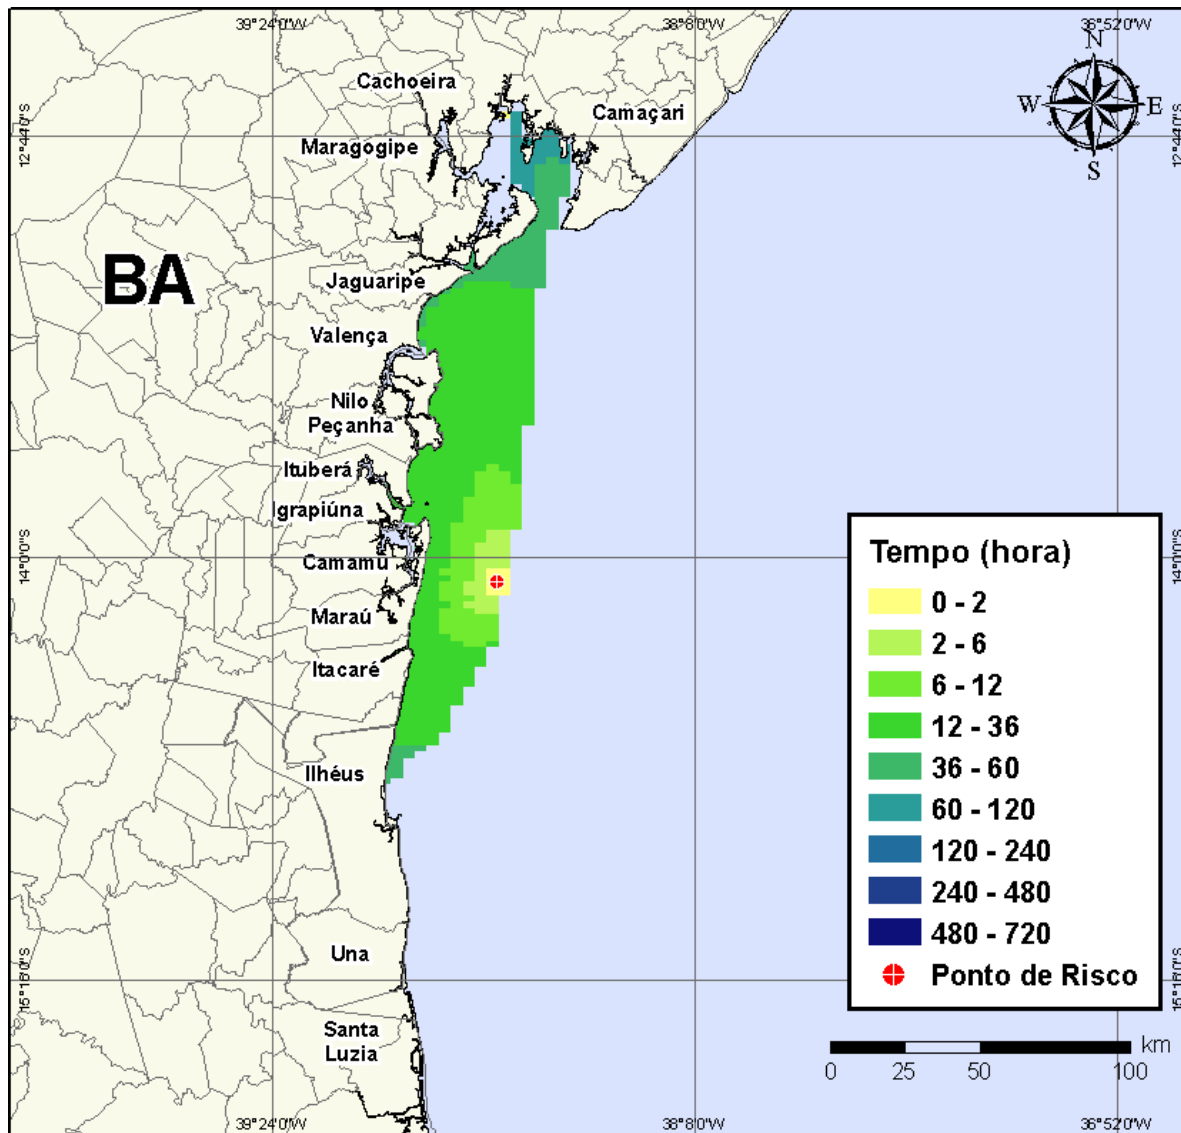 39°24'0"W
38°8'0"W
36°52'0"W
N
W
E
S
Cachoeira
Camaçari
12°44'0"S
12°44'0"S
Maragogipe
BA
Jaguaripe
Valença
Nilo
Peçanha
Ituberá
Igrapiúna
14°0'0"S
14°0'0"S
Camamu
Maraú
Itacaré
Ilhéus
Una
15°16'0"S
15°16'0"S
Santa
Luzia
Tempo (hora)
0 - 2
2 - 6
6 - 12
12 - 36
36 - 60
60 - 120
120 - 240
240 - 480
480 - 720
Ponto de Risco
km
0 25 50 100
39°24'0"W
38°8'0"W
36°52'0"W